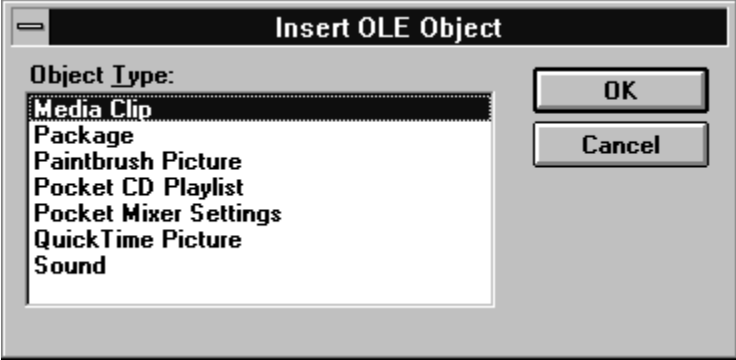 Insert OLE Object
Object Type:
Media Clip
Package
Paintbrush Picture
Pocket CD Playlist
Pocket Mixer Settings
QuickTime Picture
Sound
OK
Cancel